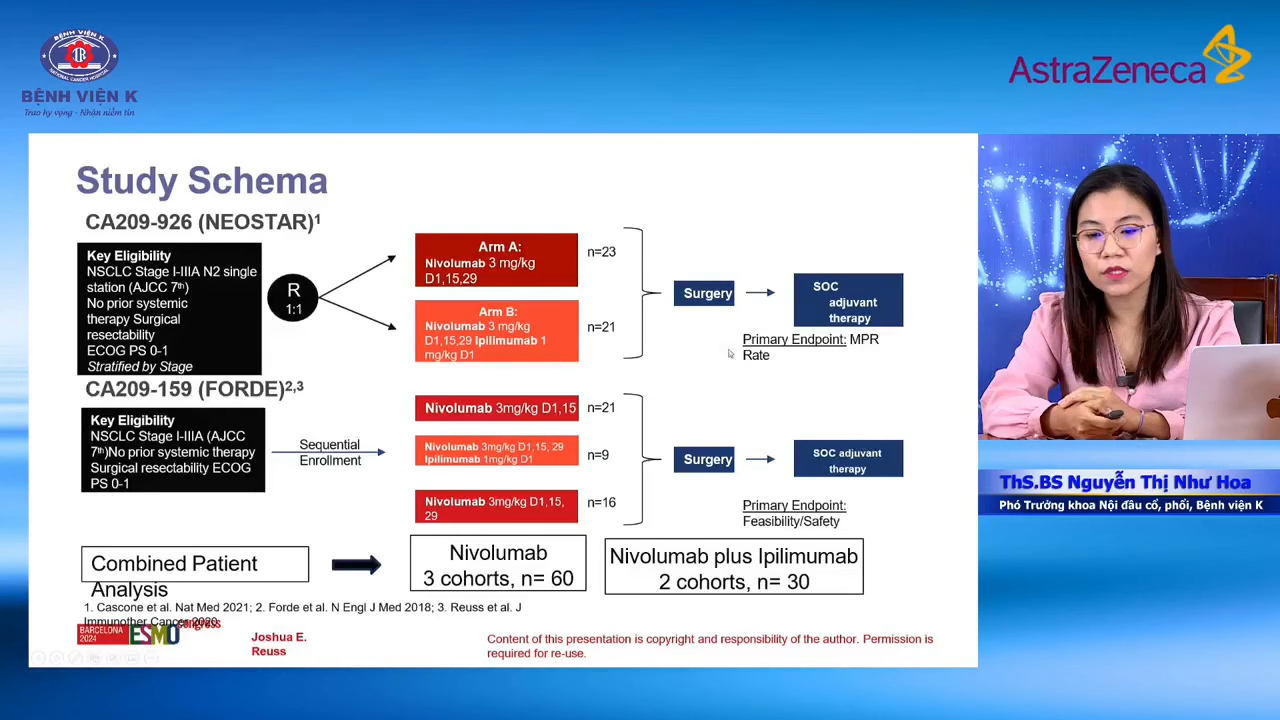 BỆNH VIỆN K
NATIONAL CANCER HOSPITAL
BỆNH VIỆN K
Trao hy vọng - Nhận niềm tin
AstraZeneca
Study Schema
CA209-926 (NEOSTAR)1
Key Eligibility
NSCLC Stage I-IIIA N2 single
station (AJCC 7th)
No prior systemic
therapy Surgical
resectability
ECOG PS 0-1
Stratified by Stage
R
1:1
Arm A:
Nivolumab 3 mg/kg
D1,15,29
n=23
Arm B:
Nivolumab 3 mg/kg
D1,15,29 Ipilimumab 1
mg/kg D1
n=21
Surgery
SOC
adjuvant
therapy
Primary Endpoint: MPR
Rate
CA209-159 (FORDE)2,3
Key Eligibility
NSCLC Stage I-IIIA (AJCC
7th)No prior systemic therapy
Surgical resectability ECOG
PS 0-1
Sequential
Enrollment
Nivolumab 3mg/kg D1,15
n=21
Nivolumab 3mg/kg D1,15, 29
Ipilimumab 1mg/kg D1
n=9
Nivolumab 3mg/kg D1,15,
29
n=16
Surgery
SOC adjuvant
therapy
Primary Endpoint:
Feasibility/Safety
Combined Patient
Analysis
Nivolumab
3 cohorts, n= 60
Nivolumab plus Ipilimumab
2 cohorts, n= 30
1. Cascone et al. Nat Med 2021; 2. Forde et al. N Engl J Med 2018; 3. Reuss et al. J
Immunother Cancer 2020
BARCELONA
2024
ESMO congress
Joshua E.
Reuss
Content of this presentation is copyright and responsibility of the author. Permission is
required for re-use.
ThS.BS Nguyễn Thị Như Hoa
Phó Trưởng khoa Nội đầu cổ, phổi, Bệnh viện K